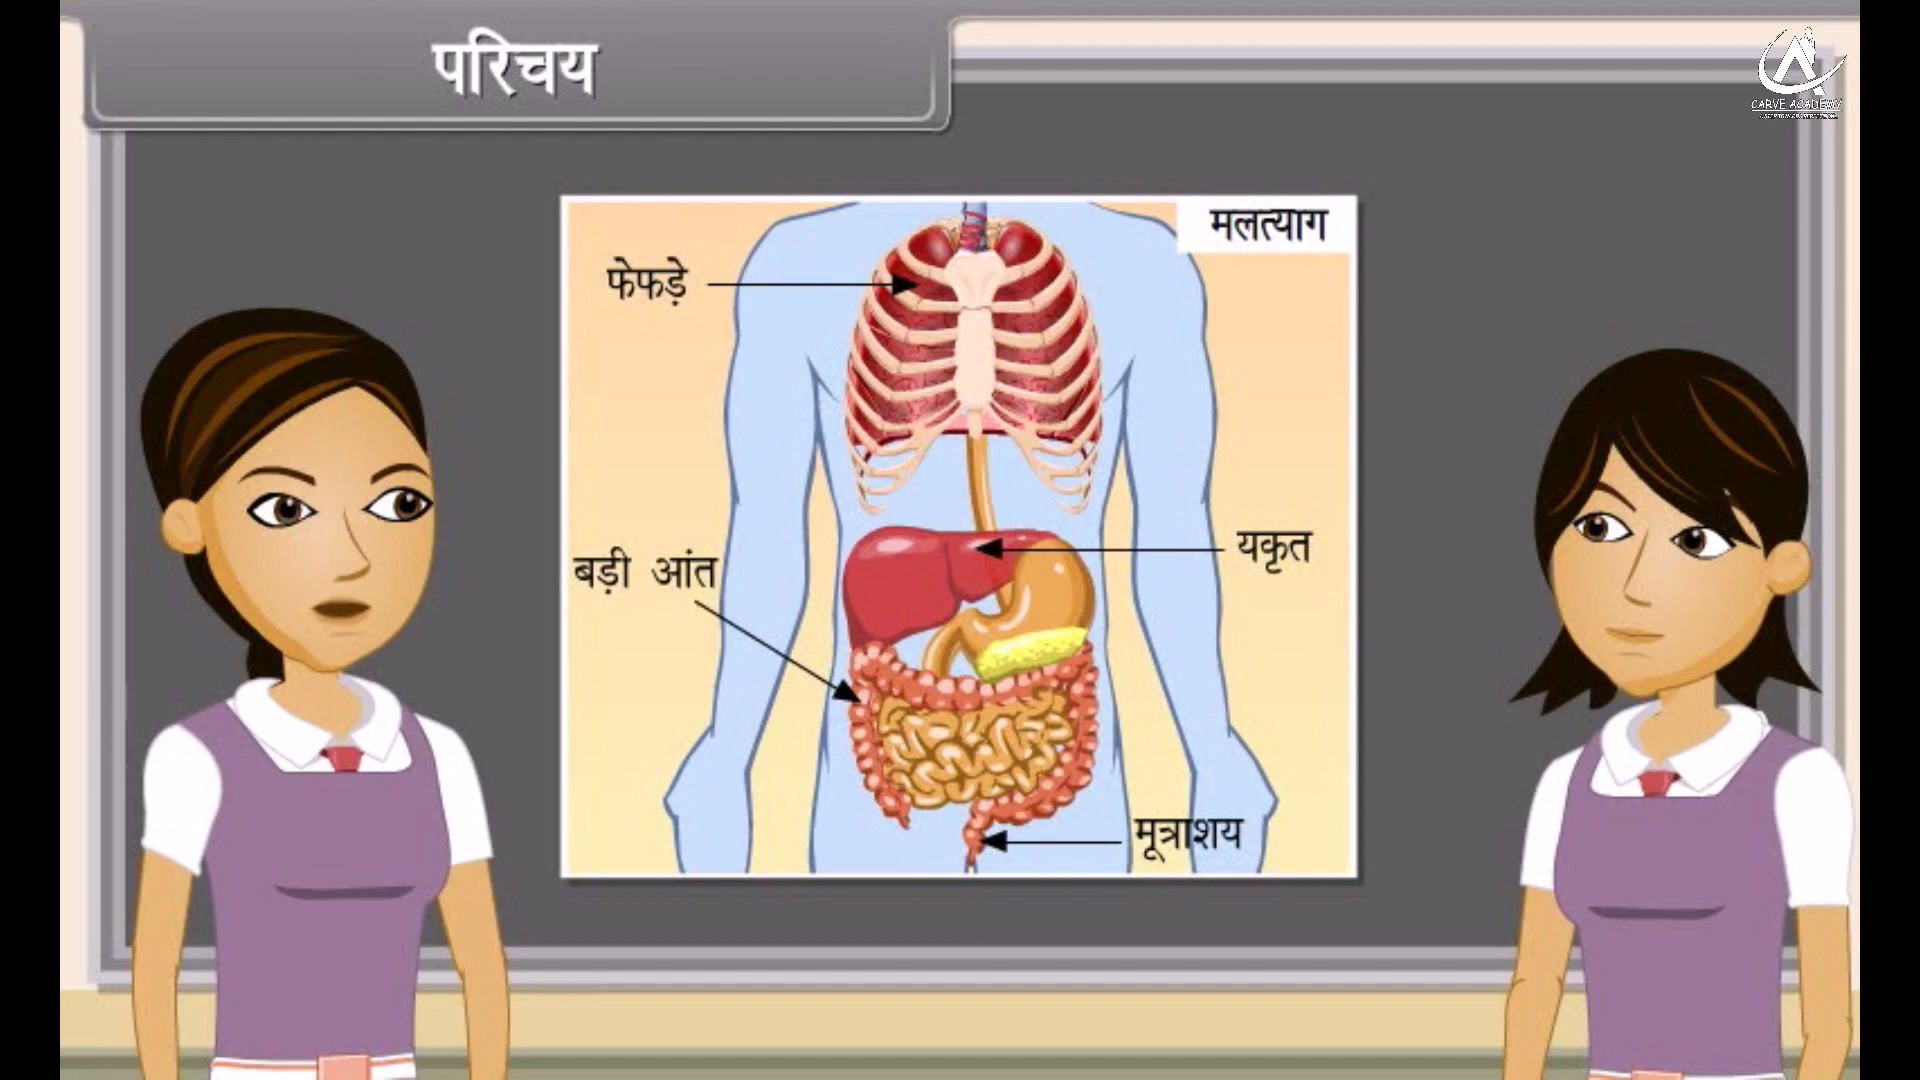 परिचय
CARVE ACADEMY
मलत्याग
फेफड़े
यकृत
बड़ी आंत
मूत्राशय